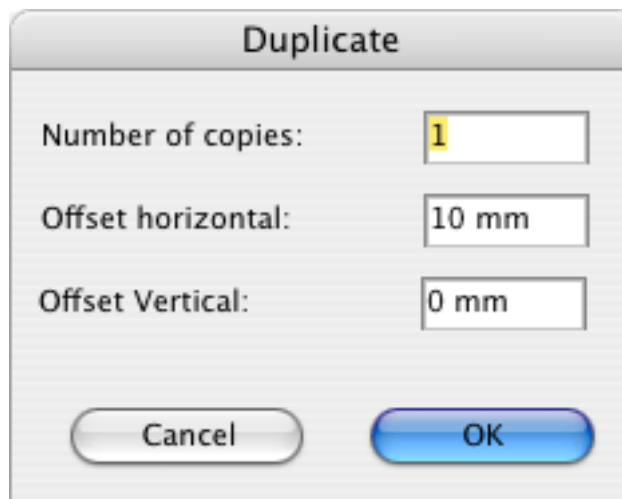 Duplicate
Number of copies: 1
Offset horizontal: 10 mm
Offset Vertical: 0 mm
Cancel OK